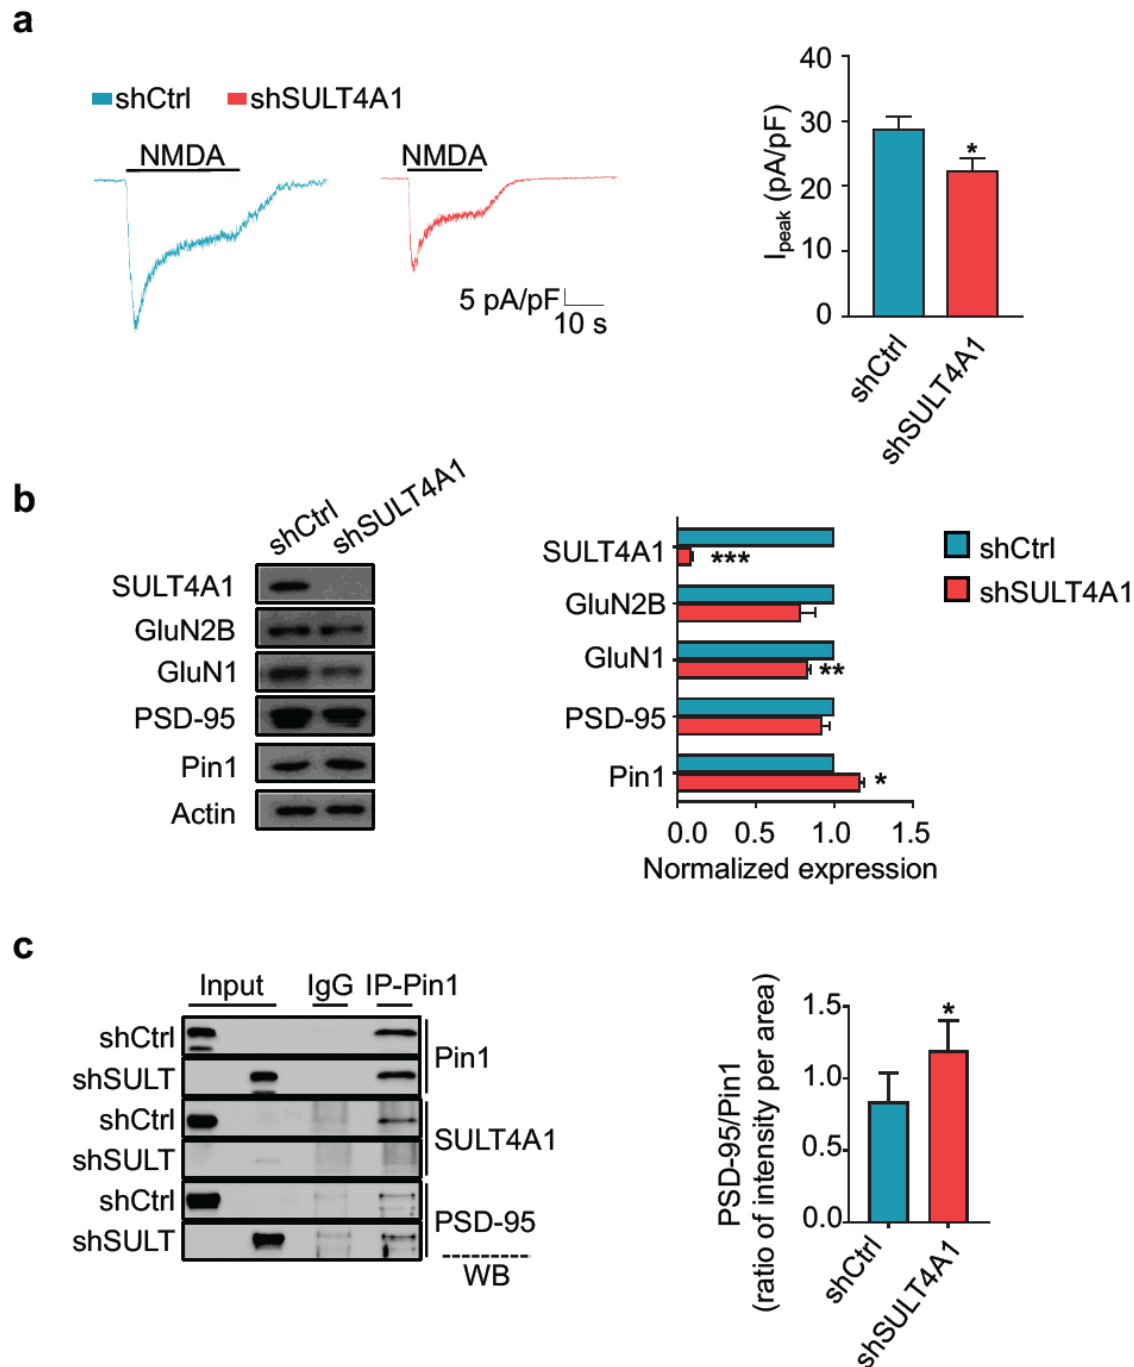 a
shCtrl shSULT4A1
NMDA NMDA
5 pA/pF
10 s
I peak (pA/pF)
40
30
20
10
0
*
shCtrl
shSULT4A1
b
shCtrl shSULT4A1
SULT4A1
GluN2B
GluN1
PSD-95
Pin1
Actin
SULT4A1 ***
GluN2B
GluN1 **
PSD-95
Pin1 *
0.0 0.5 1.0 1.5
Normalized expression
shCtrl
shSULT4A1
c
Input IgG IP-Pin1
shCtrl
shSULT
Pin1
shCtrl
shSULT
SULT4A1
shCtrl
shSULT
PSD-95
WB
PSD-95/Pin1
(ratio of intensity per area)
1.5
1.0
0.5
0.0
*
shCtrl
shSULT4A1